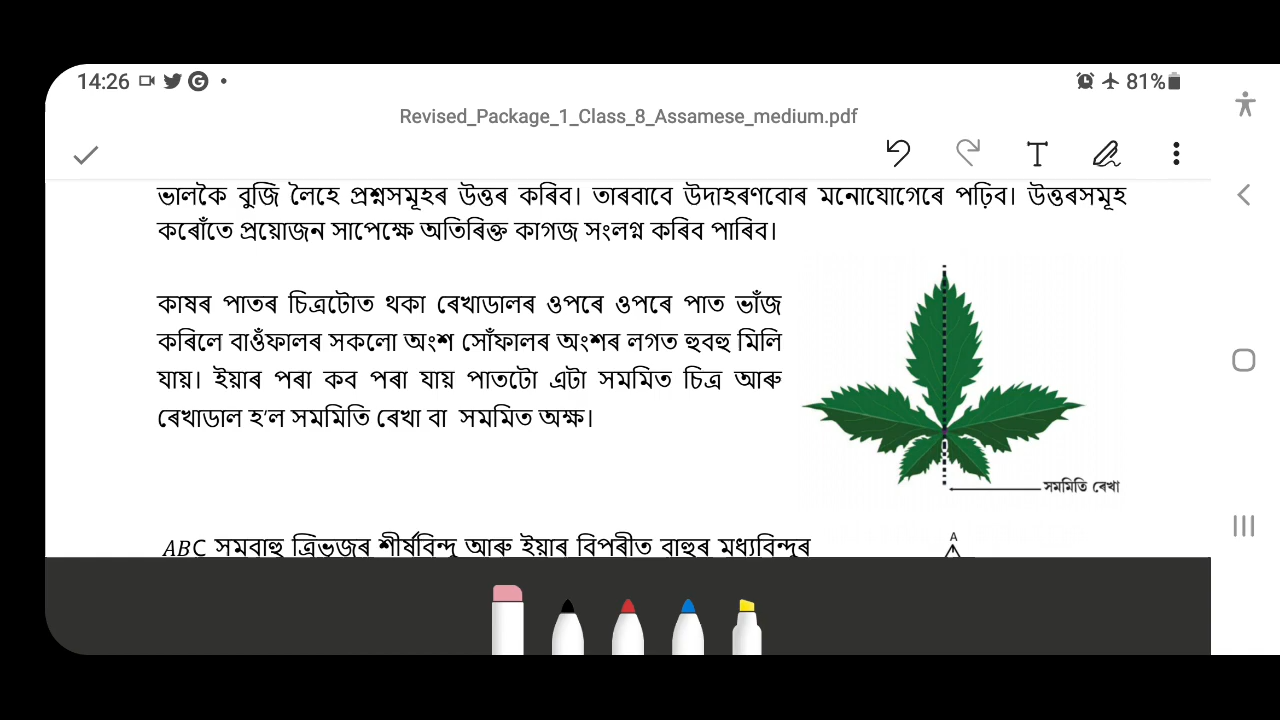 14:26
81%
Revised_Package_1_Class_8_Assamese_medium.pdf
T
ভালকৈ বুজি লৈহে প্ৰশ্নসমূহৰ উত্তৰ কৰিব। তাৰবাবে উদাহৰণবোৰ মনোযোগেৰে পঢ়িব। উত্তৰসমূহ
কৰোঁতে প্ৰয়োজন সাপেক্ষে অতিৰিক্ত কাগজ সংলগ্ন কৰিব পাৰিব।
কাষৰ পাতৰ চিত্ৰটোত থকা ৰেখাডালৰ ওপৰে ওপৰে পাত ভাঁজ
কৰিলে বাওঁফালৰ সকলো অংশ সোঁফালৰ অংশৰ লগত হুবহু মিলি
যায়। ইয়াৰ পৰা কব পৰা যায় পাতটো এটা সমমিত চিত্ৰ আৰু
ৰেখাডাল হ'ল সমমিতি ৰেখা বা সমমিত অক্ষ।
সমমিতি ৰেখা
ABC সমবাহু ত্ৰিভুজৰ শীৰ্ষবিন্দু আৰু ইয়াৰ বিপৰীত বাহুৰ মধ্যবিন্দুৰ
A